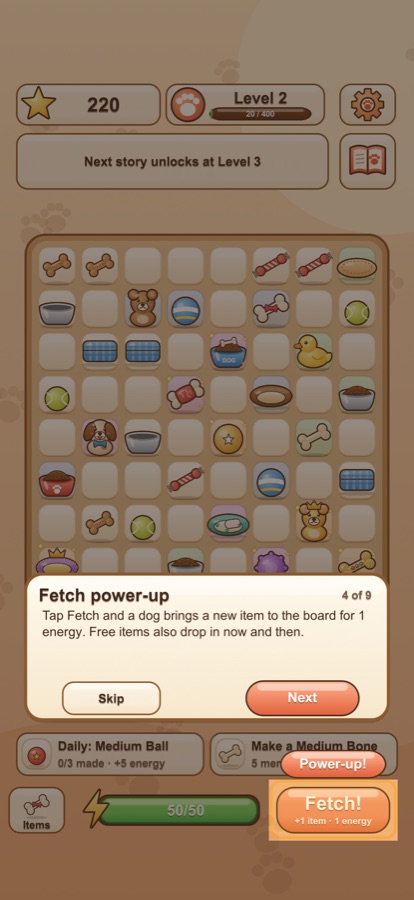 220
Level 2
20 / 400
Next story unlocks at Level 3
DOG
Fetch power-up
4 of 9
Tap Fetch and a dog brings a new item to the board for 1
energy. Free items also drop in now and then.
Skip
Next
Daily: Medium Ball
0/3 made · +5 energy
Make a Medium Bone
5 mer
Power-up!
Items
50/50
Fetch!
+1 item · 1 energy